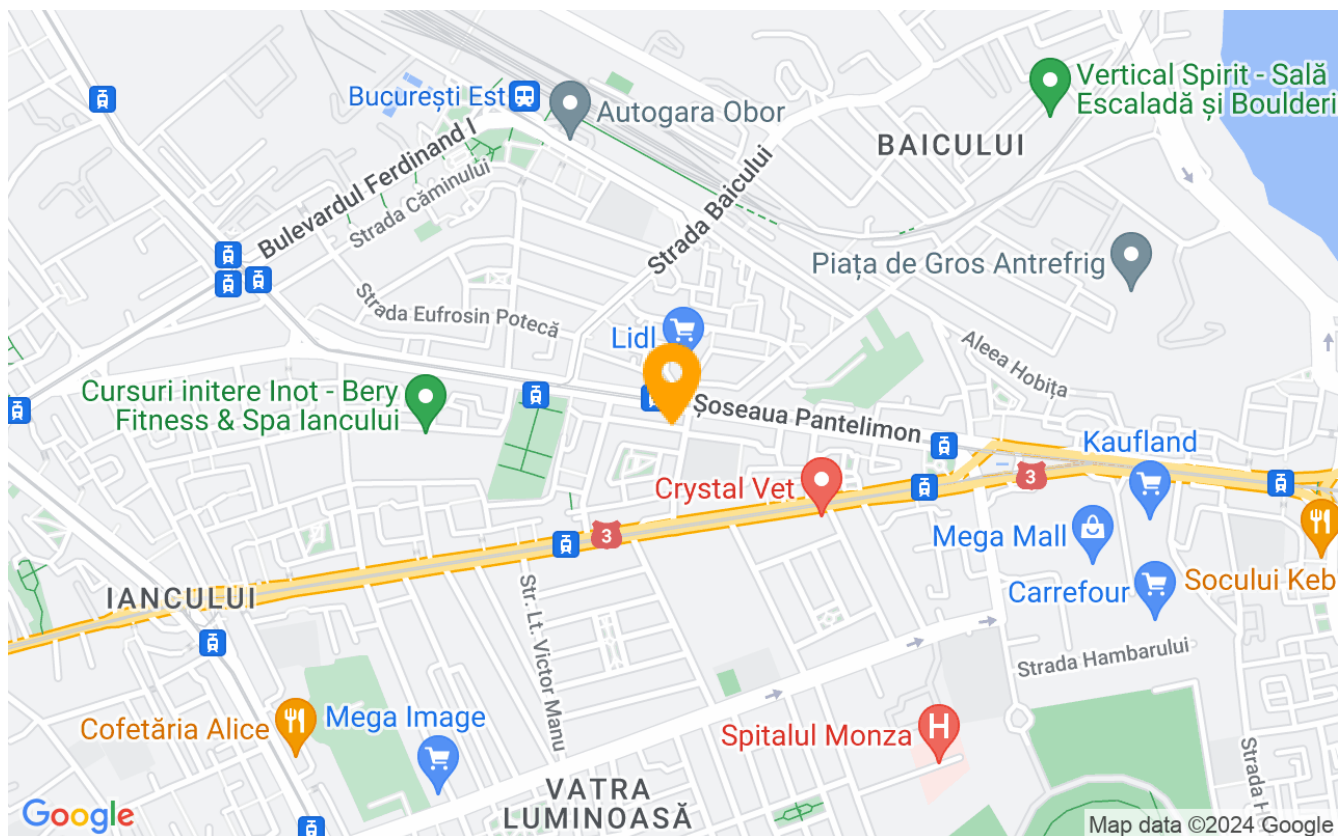 Vertical Spirit - Sală
Escaladă și Boulderi
București Est
Autogara Obor
BAICULUI
Bulevardul Ferdinand I
Strada Căminului
Strada Baicului
Piața de Gros Antrefrig
Strada Eufrosin Potecă
Lidl
Aleea Hobița
Cursuri initere Inot - Bery
Fitness & Spa Iancului
Șoseaua Pantelimon
Kaufland
Crystal Vet
3
3
Mega Mall
Socului Keb
Carrefour
IANCULUI
Str. Lt. Victor Manu
Strada Hambarului
Cofetăria Alice
Mega Image
Spitalul Monza
H
Strada H
VATRA
LUMINOASĂ
Google
Map data ©2024 Google